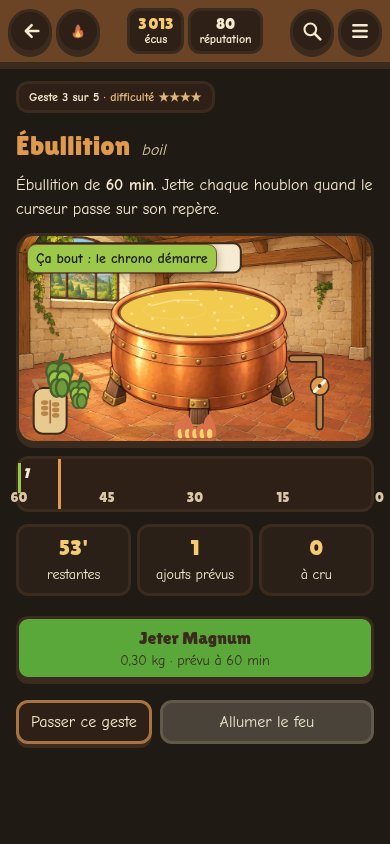 3 013
écus
80
réputation
Geste 3 sur 5 · difficulté ★★★★
Ébullition boil
Ébullition de 60 min. Jette chaque houblon quand le
curseur passe sur son repère.
Ça bout : le chrono démarre
1
60 45 30 15 0
53'
restantes
1
ajouts prévus
0
à cru
Jeter Magnum
0,30 kg · prévu à 60 min
Passer ce geste
Allumer le feu